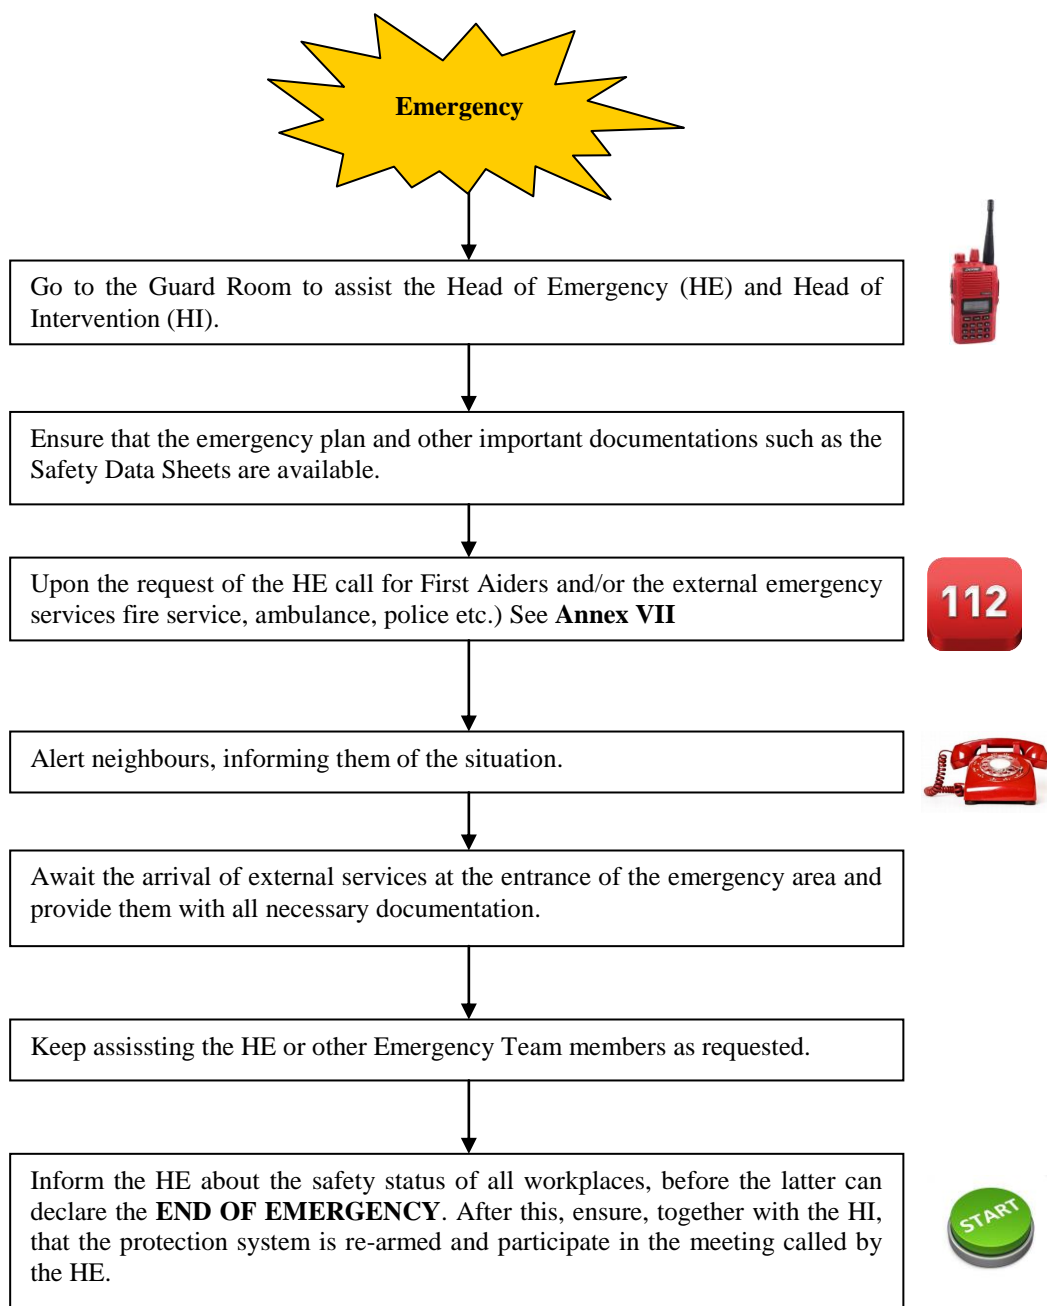 Emergency
Go to the Guard Room to assist the Head of Emergency (HE) and Head of
Intervention (HI).
Ensure that the emergency plan and other important documentations such as the
Safety Data Sheets are available.
Upon the request of the HE call for First Aiders and/or the external emergency
services fire service, ambulance, police etc.) See Annex VII
112
Alert neighbours, informing them of the situation.
Await the arrival of external services at the entrance of the emergency area and
provide them with all necessary documentation.
Keep assissting the HE or other Emergency Team members as requested.
Inform the HE about the safety status of all workplaces, before the latter can
declare the END OF EMERGENCY. After this, ensure, together with the HI,
that the protection system is re-armed and participate in the meeting called by
the HE.
START